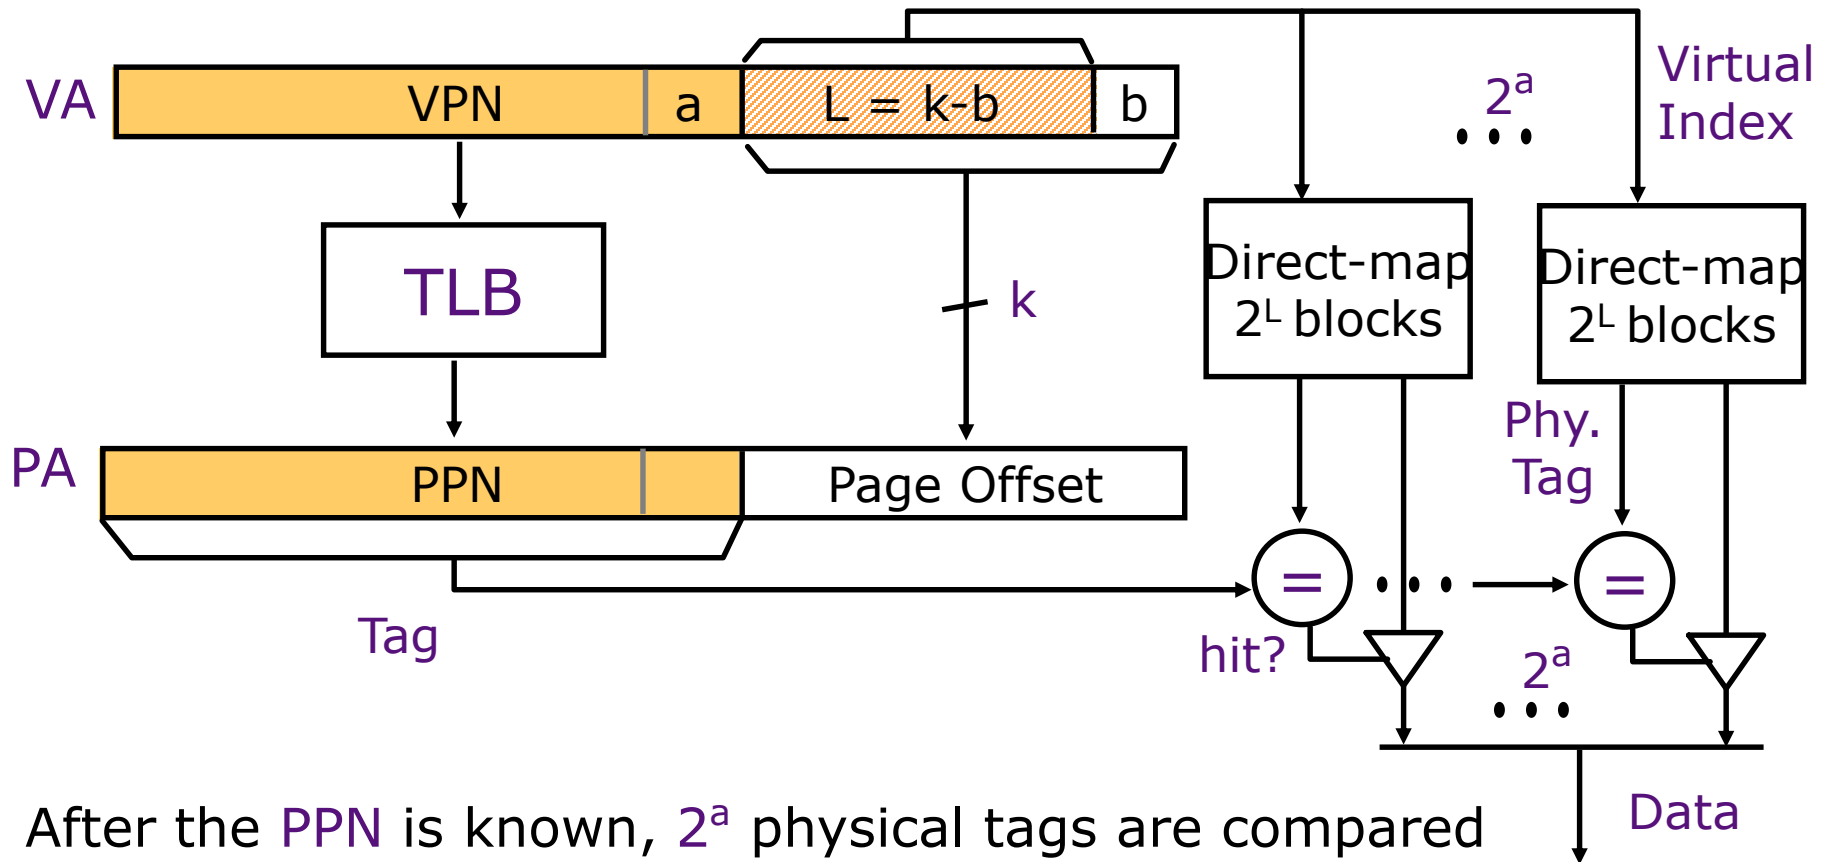 VA
VPN
a
L = k-b
b
2ᵃ
• • •
Virtual
Index
TLB
k
Direct-map
2ᴸ blocks
Direct-map
2ᴸ blocks
PA
PPN
Page Offset
Phy.
Tag
=
• • •
=
Tag
hit?
2ᵃ
• • •
After the PPN is known, 2ᵃ physical tags are compared
Data